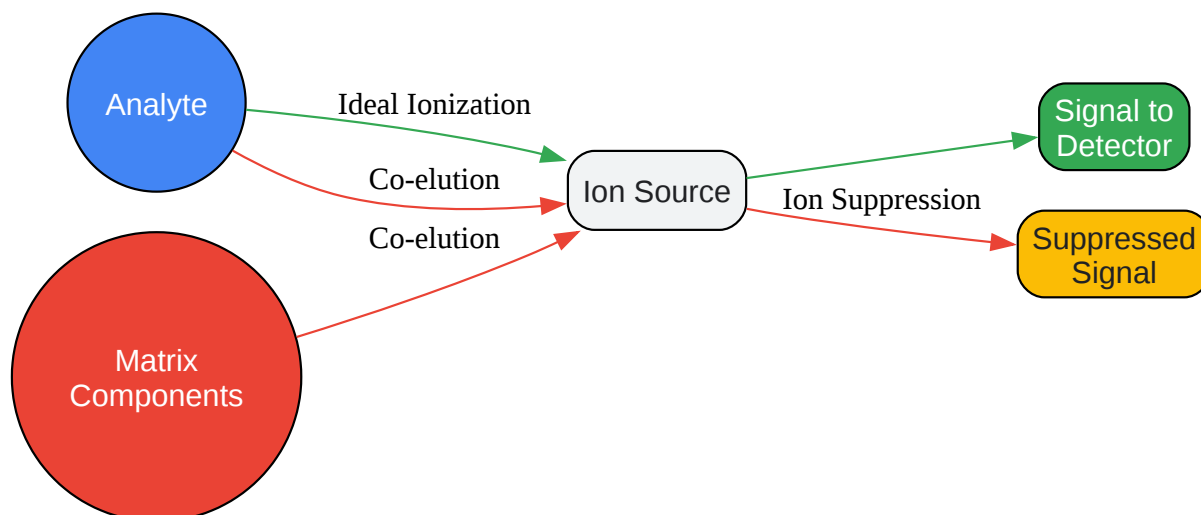 Analyte
Ideal Ionization
Co-elution
Co-elution
Matrix
Components
Ion Source
Ion Suppression
Signal to
Detector
Suppressed
Signal